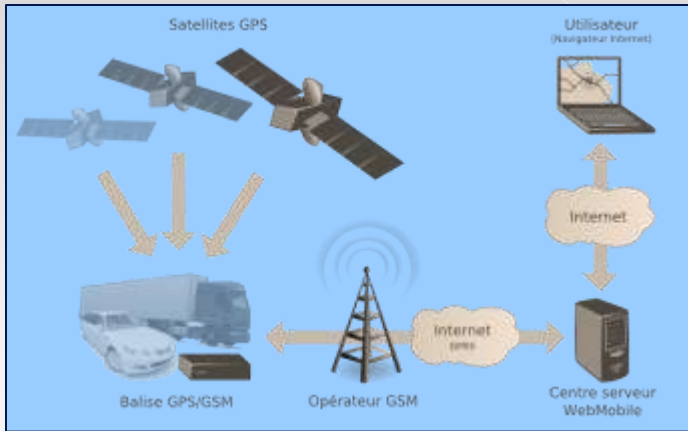 Satellites GPS
Utilisateur
(Navigateur Internet)
Internet
Internet
GPRS
Balise GPS/GSM
Opérateur GSM
Centre serveur
WebMobile